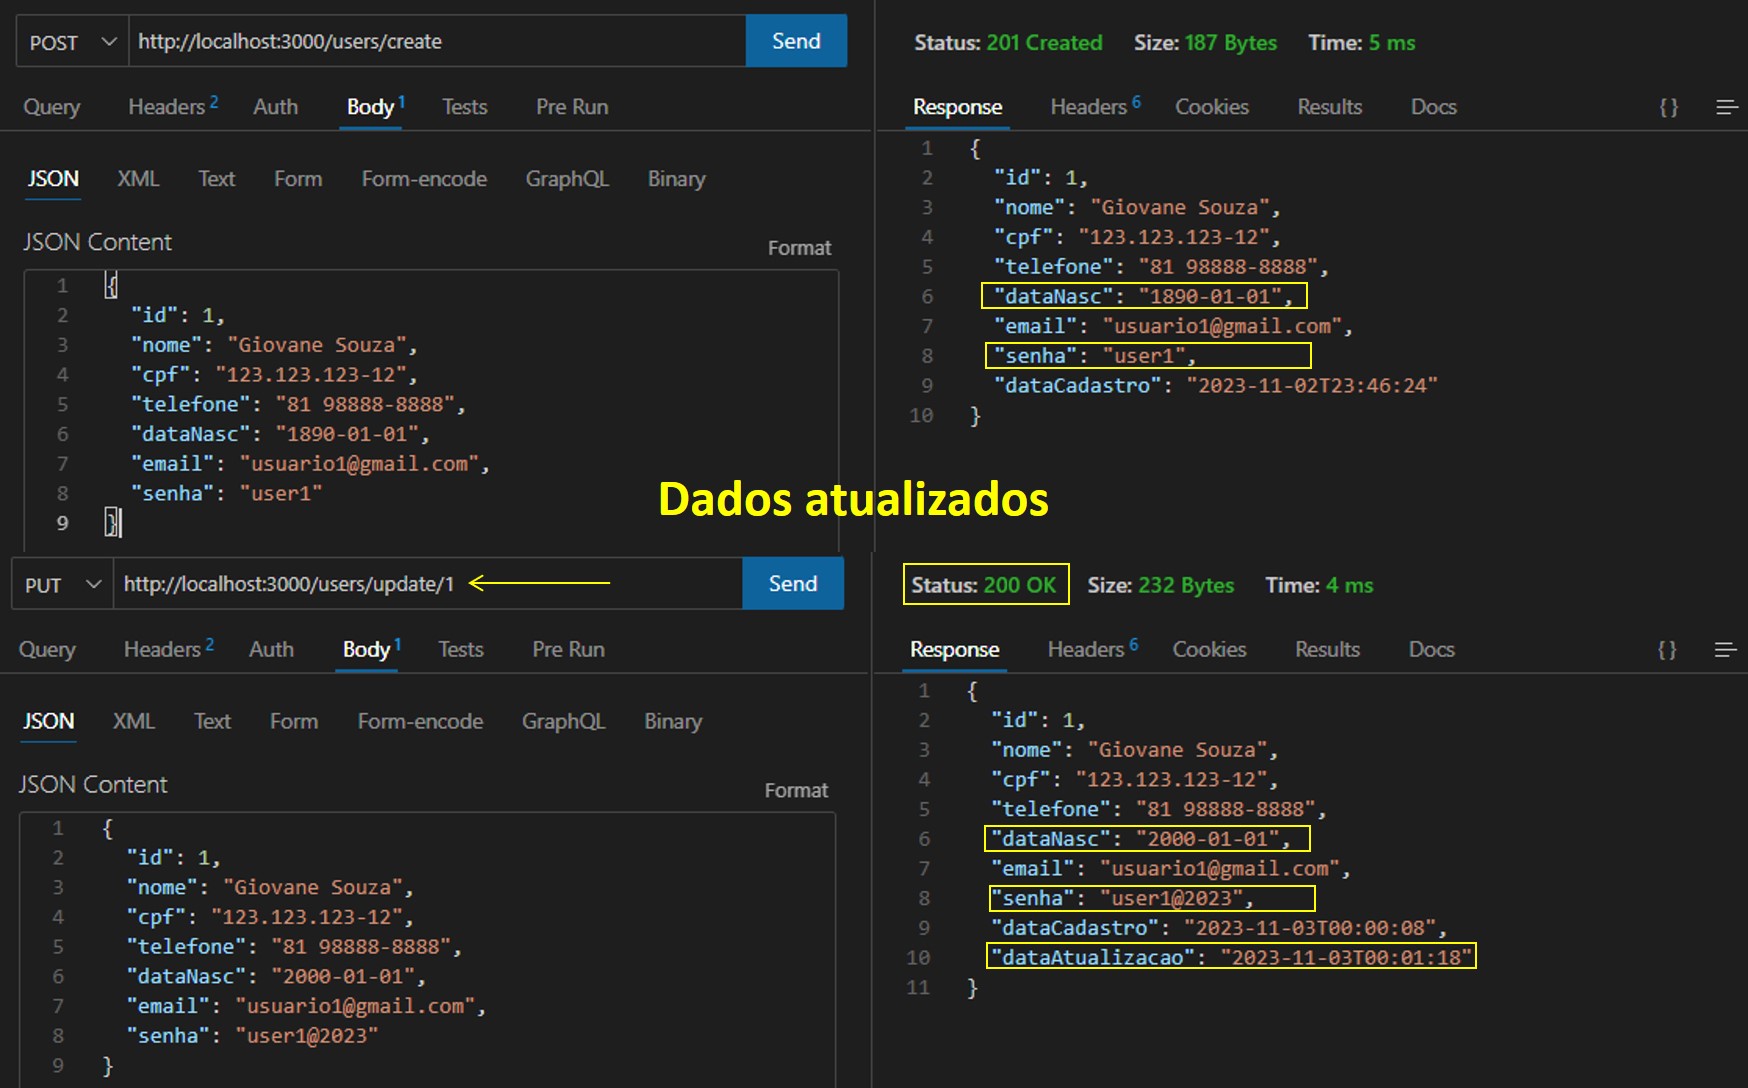 POST http://localhost:3000/users/create Send
Query Headers 2 Auth Body 1 Tests Pre Run
JSON XML Text Form Form-encode GraphQL Binary
JSON Content
Format
1 {
2 "id": 1,
3 "nome": "Giovane Souza",
4 "cpf": "123.123.123-12",
5 "telefone": "81 98888-8888",
6 "dataNasc": "1890-01-01",
7 "email": "usuario1@gmail.com",
8 "senha": "user1"
9 }
Status: 201 Created Size: 187 Bytes Time: 5 ms
Response Headers 6 Cookies Results Docs {}
1 {
2 "id": 1,
3 "nome": "Giovane Souza",
4 "cpf": "123.123.123-12",
5 "telefone": "81 98888-8888",
6 "dataNasc": "1890-01-01",
7 "email": "usuario1@gmail.com",
8 "senha": "user1",
9 "dataCadastro": "2023-11-02T23:46:24"
10 }
Dados atualizados
PUT http://localhost:3000/users/update/1 Send
Query Headers 2 Auth Body 1 Tests Pre Run
JSON XML Text Form Form-encode GraphQL Binary
JSON Content
Format
1 {
2 "id": 1,
3 "nome": "Giovane Souza",
4 "cpf": "123.123.123-12",
5 "telefone": "81 98888-8888",
6 "dataNasc": "2000-01-01",
7 "email": "usuario1@gmail.com",
8 "senha": "user1@2023"
9 }
Status: 200 OK Size: 232 Bytes Time: 4 ms
Response Headers 6 Cookies Results Docs {}
1 {
2 "id": 1,
3 "nome": "Giovane Souza",
4 "cpf": "123.123.123-12",
5 "telefone": "81 98888-8888",
6 "dataNasc": "2000-01-01",
7 "email": "usuario1@gmail.com",
8 "senha": "user1@2023",
9 "dataCadastro": "2023-11-03T00:00:08",
10 "dataAtualizacao": "2023-11-03T00:01:18"
11 }